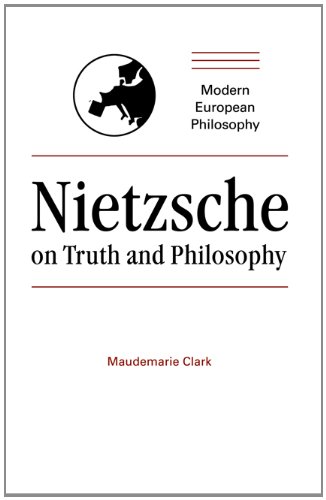 Modern
European
Philosophy
Nietzsche
on Truth and Philosophy
Maudemarie Clark